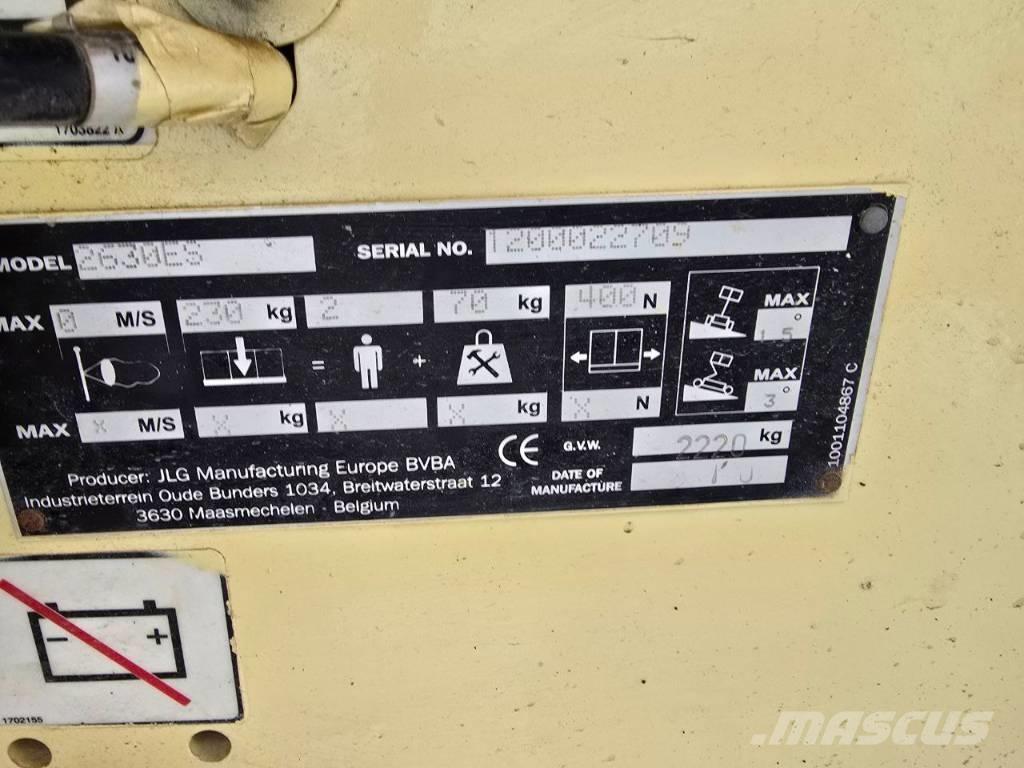 1703822 A
MODEL 2630ES SERIAL NO. 1200022709
MAX 0 M/S 230 kg 2 70 kg 400 N MAX 1.5°
= +
MAX 3°
MAX X M/S X kg X X kg X N
CE G.V.W. 2220 kg
Producer: JLG Manufacturing Europe BVBA
Industrieterrein Oude Bunders 1034, Breitwaterstraat 12
3630 Maasmechelen - Belgium
DATE OF
MANUFACTURE
1001104867 C
- +
1702155
MASCUS